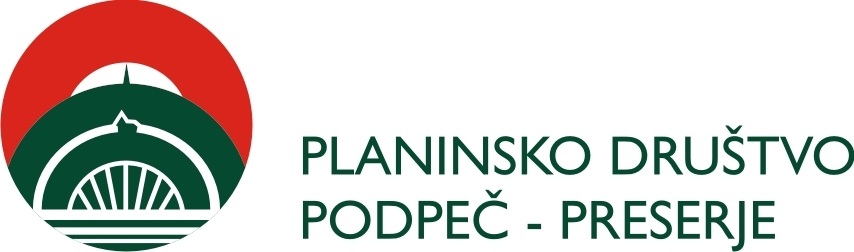 PLANINSKO DRUŠTVO
PODPEČ - PRESERJE